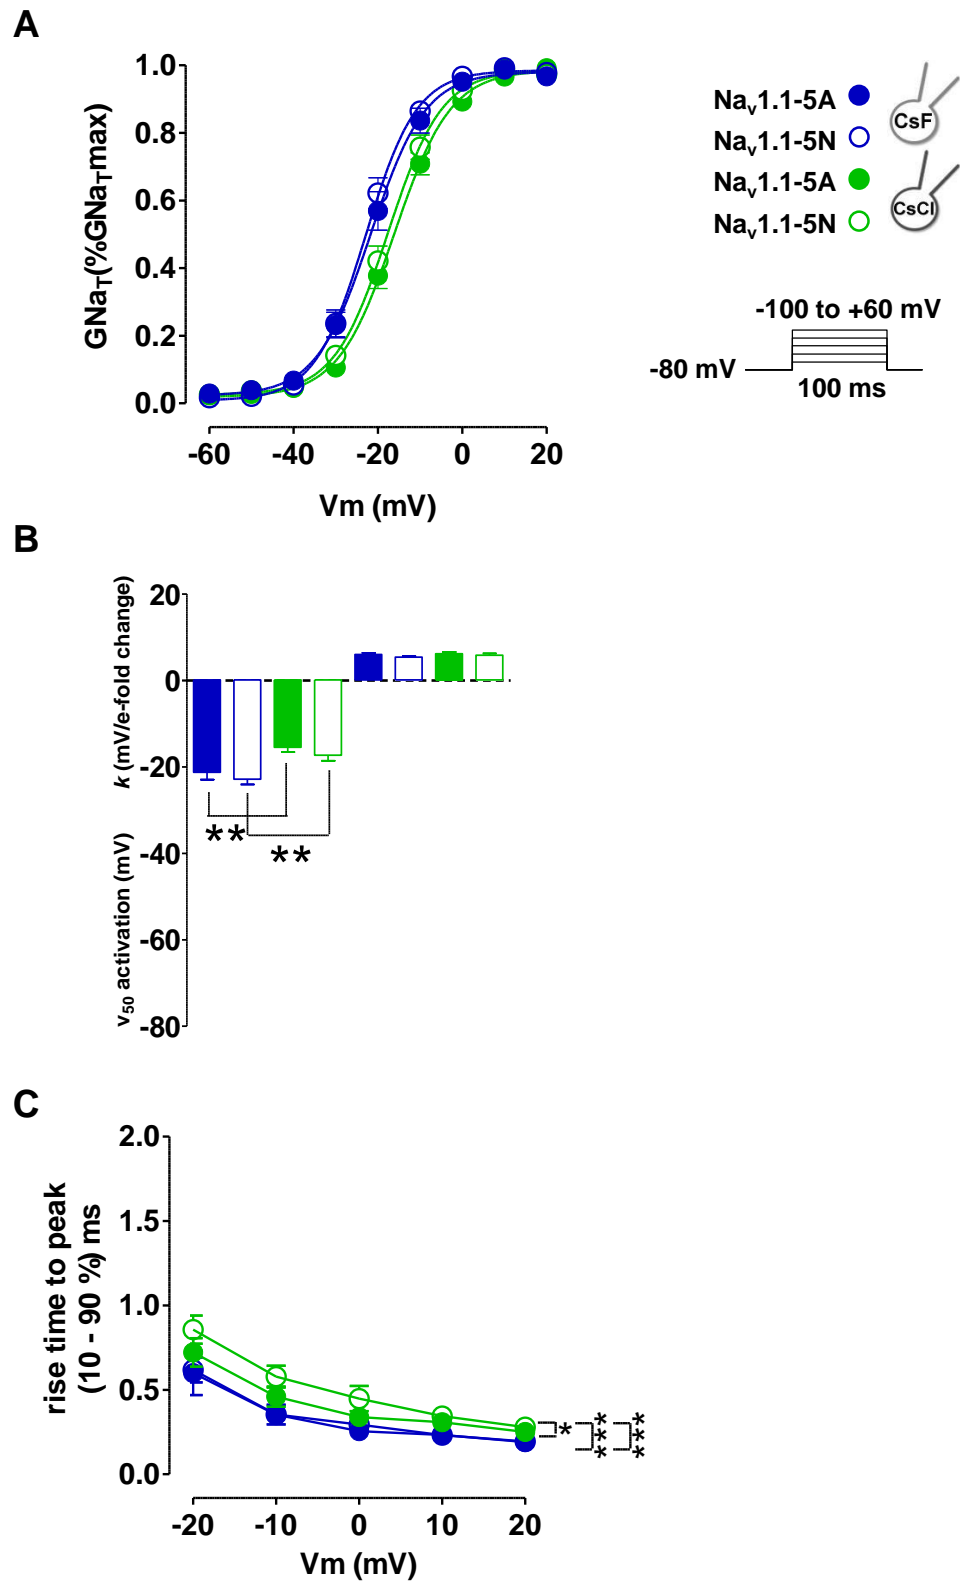 A
GNaT(%GNaTmax)
1.0
0.8
0.6
0.4
0.2
0.0
-60 -40 -20 0 20
Vm (mV)
Nav1.1-5A
Nav1.1-5N
Nav1.1-5A
Nav1.1-5N
CsF
CsCl
-100 to +60 mV
-80 mV
100 ms
B
k (mV/e-fold change)
v50 activation (mV)
20
0
-20
-40
-60
-80
**
**
C
rise time to peak
(10 - 90 %) ms
2.0
1.5
1.0
0.5
0.0
* *** ***
-20 -10 0 10 20
Vm (mV)